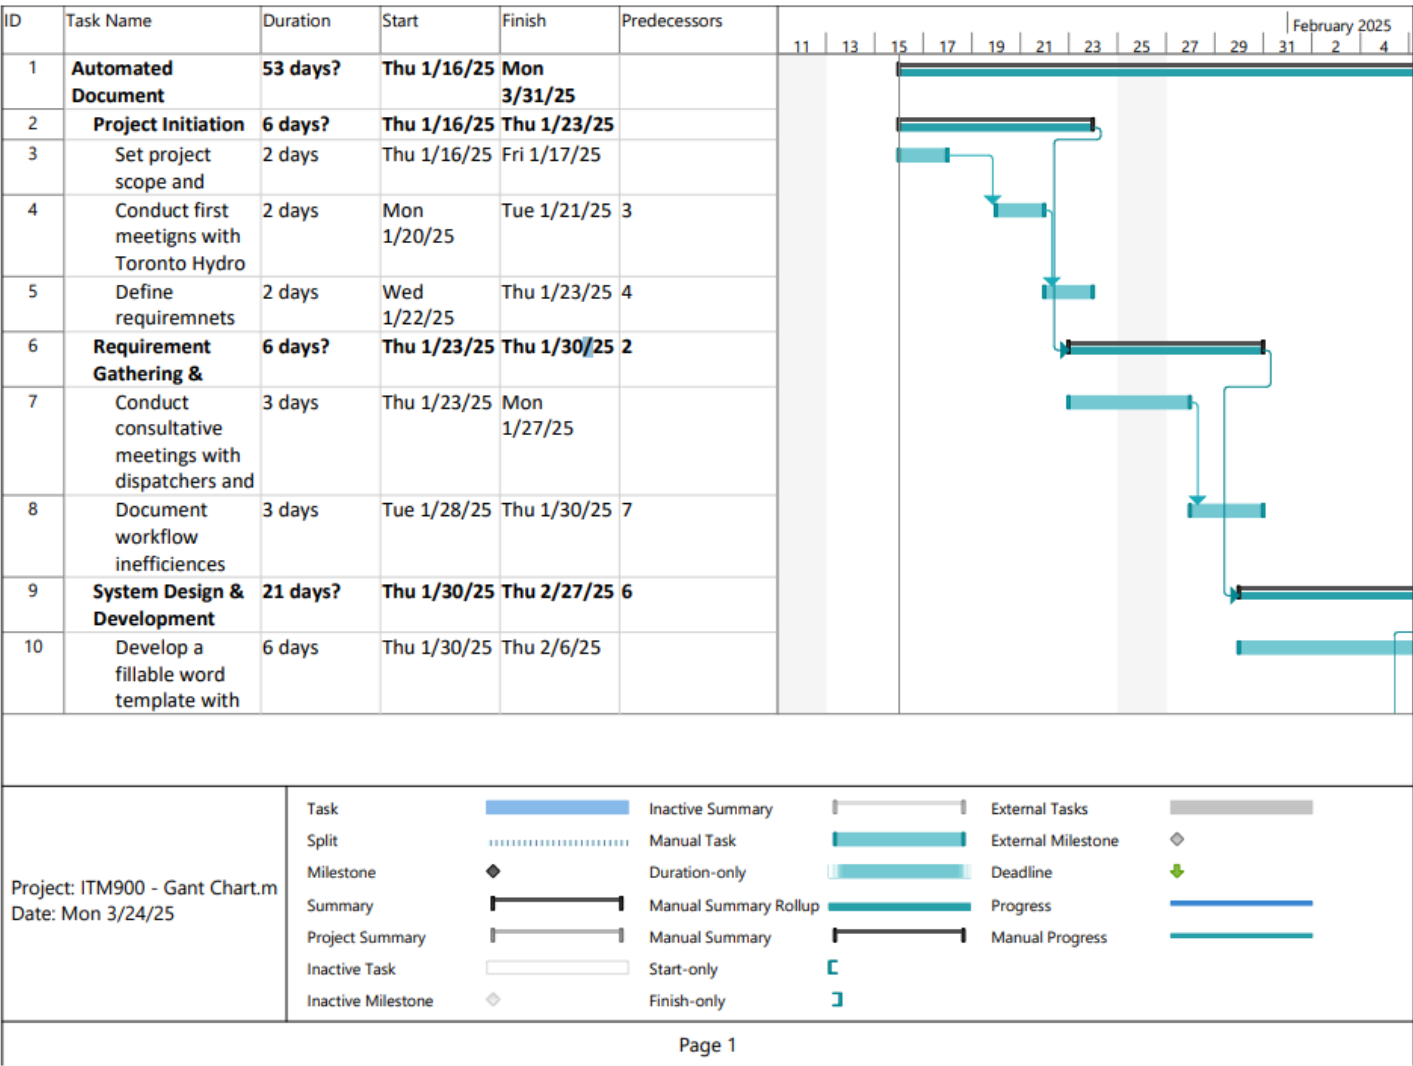 ID Task Name Duration Start Finish Predecessors
February 2025
11 13 15 17 19 21 23 25 27 29 31 2 4
1 Automated 53 days? Thu 1/16/25 Mon
Document 3/31/25
2 Project Initiation 6 days? Thu 1/16/25 Thu 1/23/25
3 Set project 2 days Thu 1/16/25 Fri 1/17/25
scope and
4 Conduct first 2 days Mon Tue 1/21/25 3
meetigns with 1/20/25
Toronto Hydro
5 Define 2 days Wed Thu 1/23/25 4
requiremnets 1/22/25
6 Requirement 6 days? Thu 1/23/25 Thu 1/30/25 2
Gathering &
7 Conduct 3 days Thu 1/23/25 Mon
consultative 1/27/25
meetings with
dispatchers and
8 Document 3 days Tue 1/28/25 Thu 1/30/25 7
workflow
inefficiences
9 System Design & 21 days? Thu 1/30/25 Thu 2/27/25 6
Development
10 Develop a 6 days Thu 1/30/25 Thu 2/6/25
fillable word
template with
Project: ITM900 - Gant Chart.m
Date: Mon 3/24/25
Task Inactive Summary External Tasks
Split Manual Task External Milestone
Milestone Duration-only Deadline
Summary Manual Summary Rollup Progress
Project Summary Manual Summary Manual Progress
Inactive Task Start-only
Inactive Milestone Finish-only
Page 1